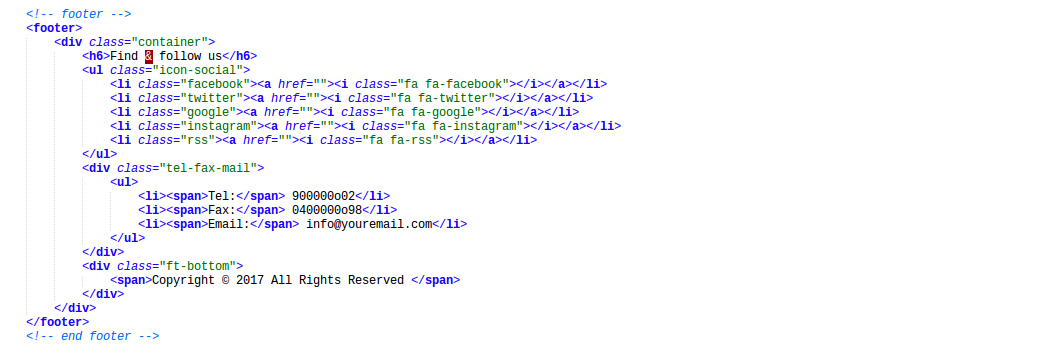 <!-- footer -->
<footer>
<div class="container">
<h6>Find & follow us</h6>
<ul class="icon-social">
<li class="facebook"><a href=""><i class="fa fa-facebook"></i></a></li>
<li class="twitter"><a href=""><i class="fa fa-twitter"></i></a></li>
<li class="google"><a href=""><i class="fa fa-google"></i></a></li>
<li class="instagram"><a href=""><i class="fa fa-instagram"></i></a></li>
<li class="rss"><a href=""><i class="fa fa-rss"></i></a></li>
</ul>
<div class="tel-fax-mail">
<ul>
<li><span>Tel:</span> 900000o02</li>
<li><span>Fax:</span> 0400000o98</li>
<li><span>Email:</span> info@youremail.com</li>
</ul>
</div>
<div class="ft-bottom">
<span>Copyright © 2017 All Rights Reserved </span>
</div>
</div>
</footer>
<!-- end footer -->